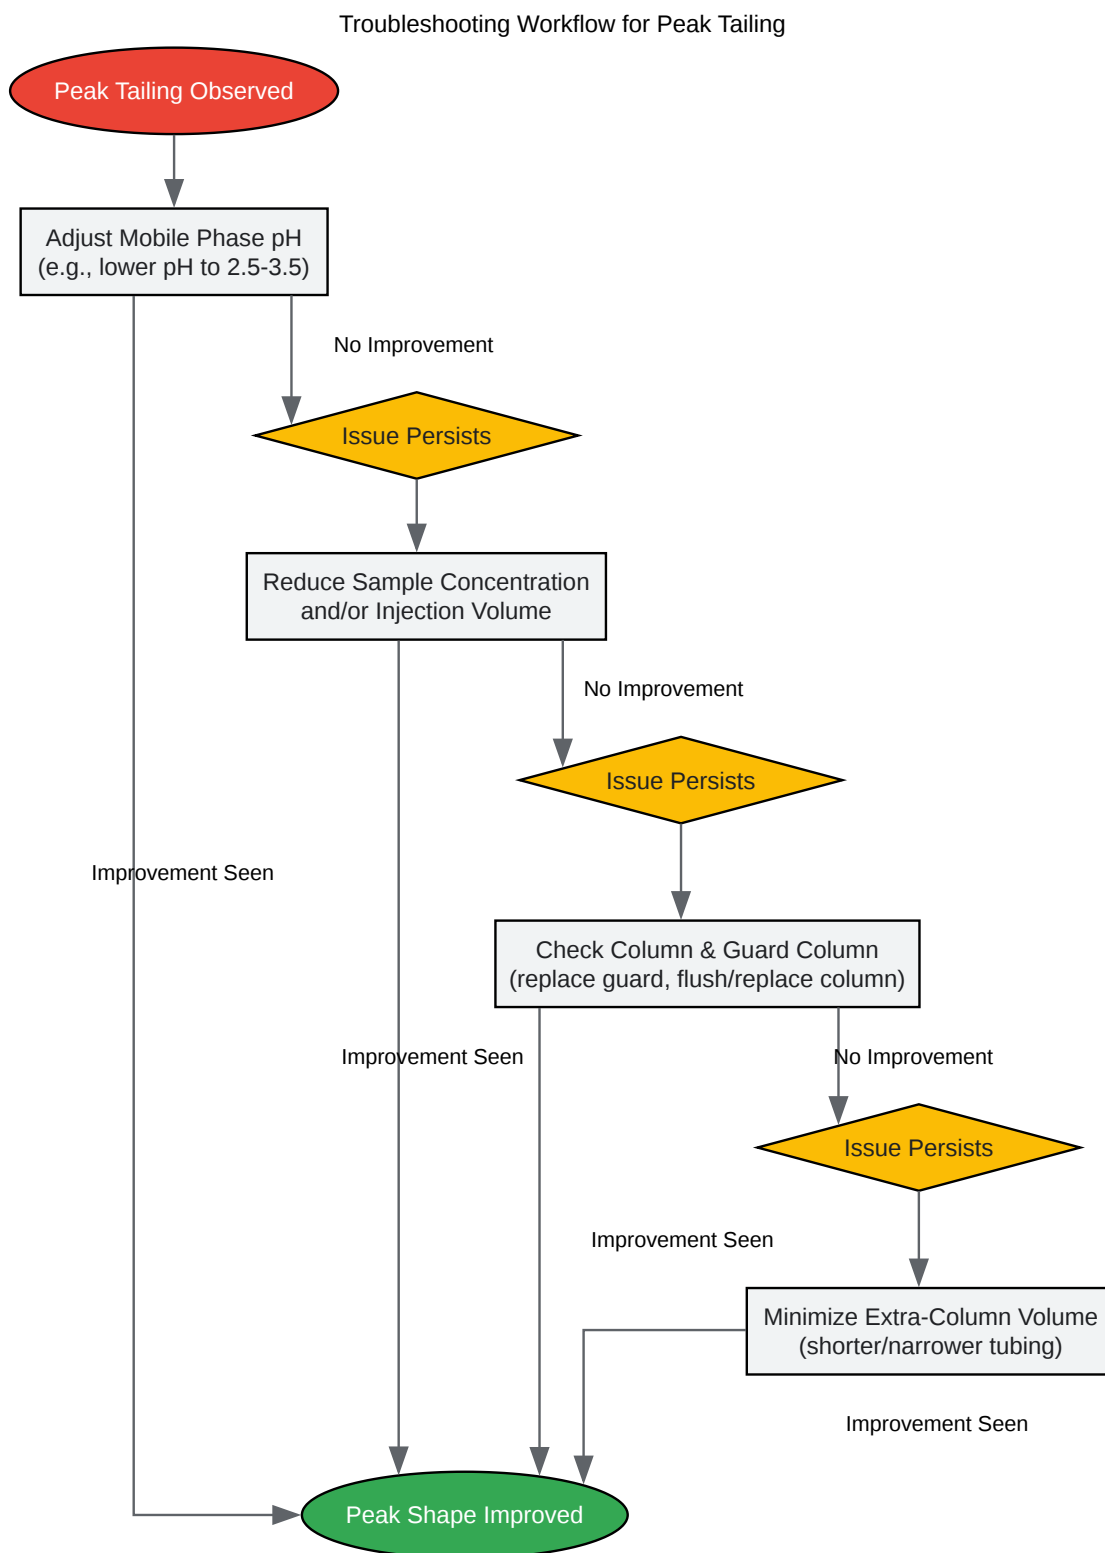 Troubleshooting Workflow for Peak Tailing
Peak Tailing Observed
Adjust Mobile Phase pH
(e.g., lower pH to 2.5-3.5)
No Improvement
Issue Persists
Reduce Sample Concentration
and/or Injection Volume
No Improvement
Issue Persists
Improvement Seen
Check Column & Guard Column
(replace guard, flush/replace column)
Improvement Seen
No Improvement
Issue Persists
Improvement Seen
Minimize Extra-Column Volume
(shorter/narrower tubing)
Improvement Seen
Peak Shape Improved